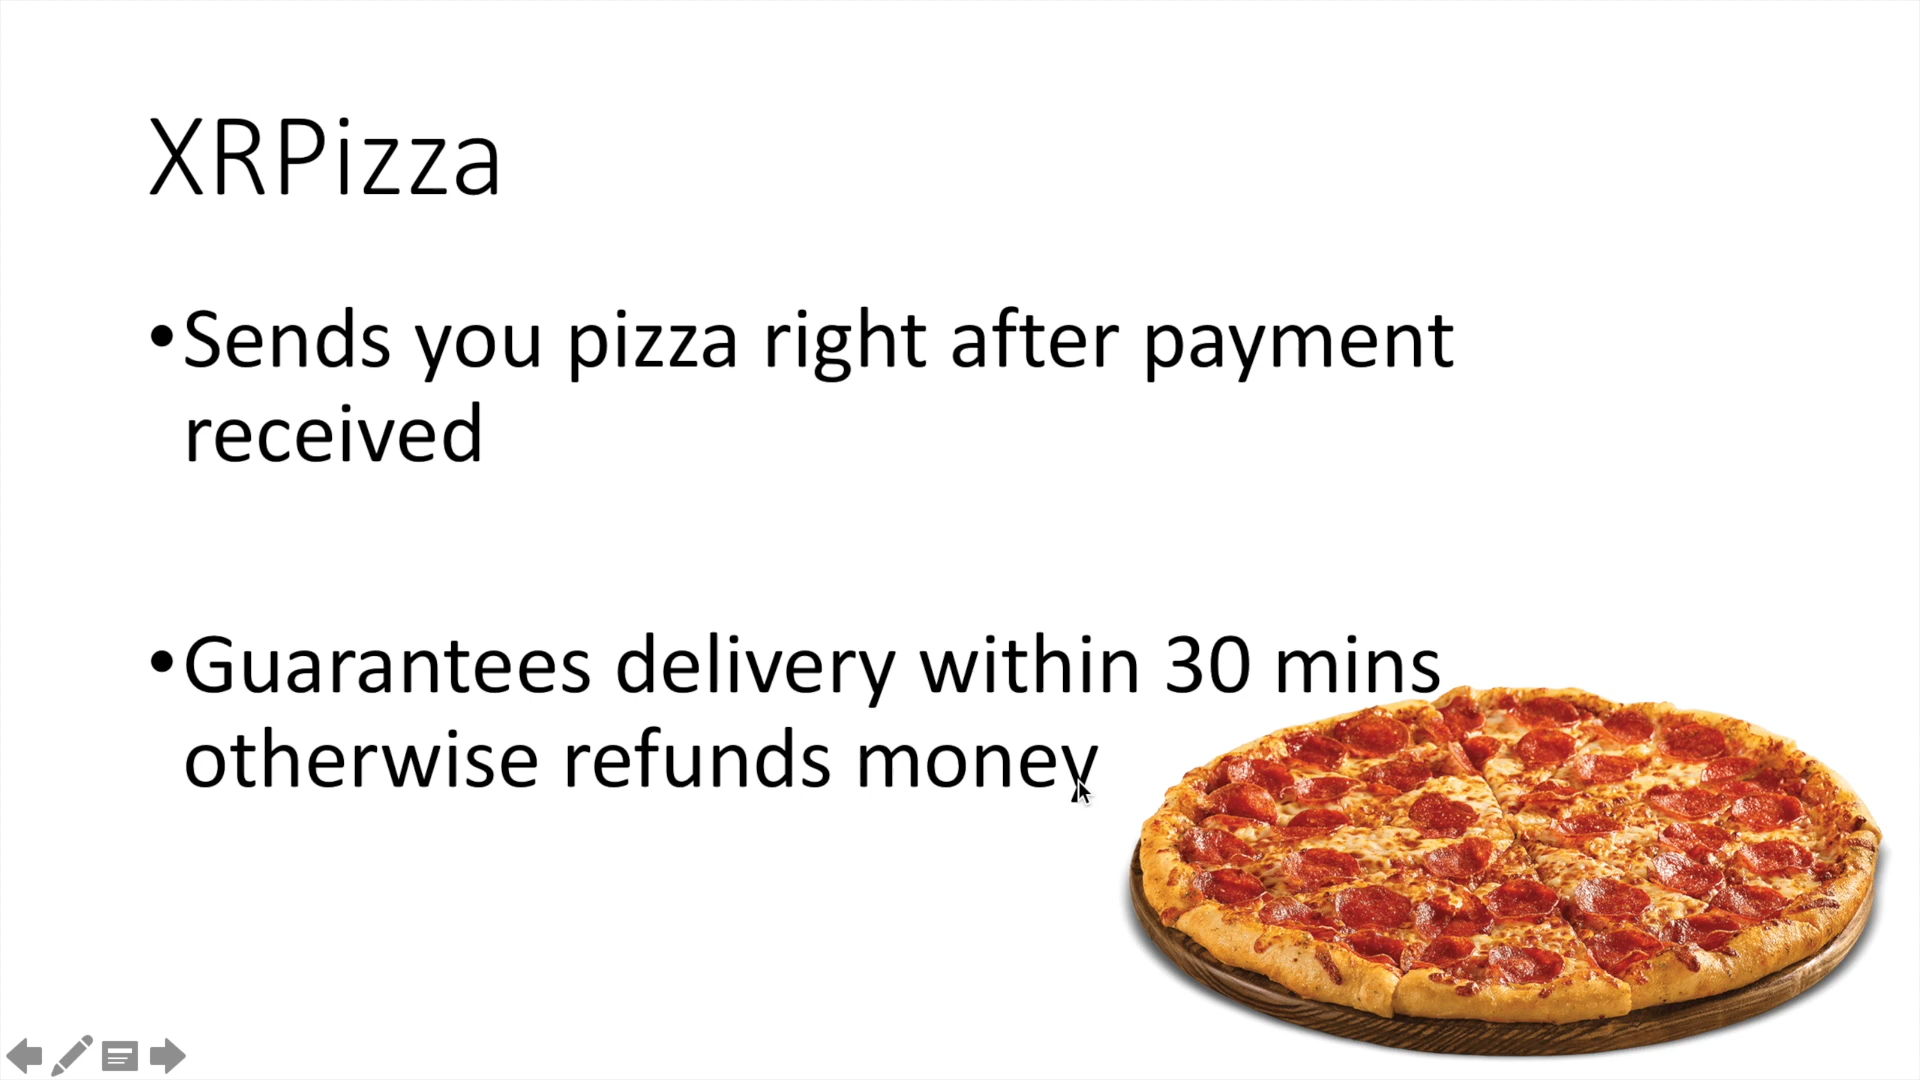 XRPizza
•Sends you pizza right after payment
received
•Guarantees delivery within 30 mins
otherwise refunds money